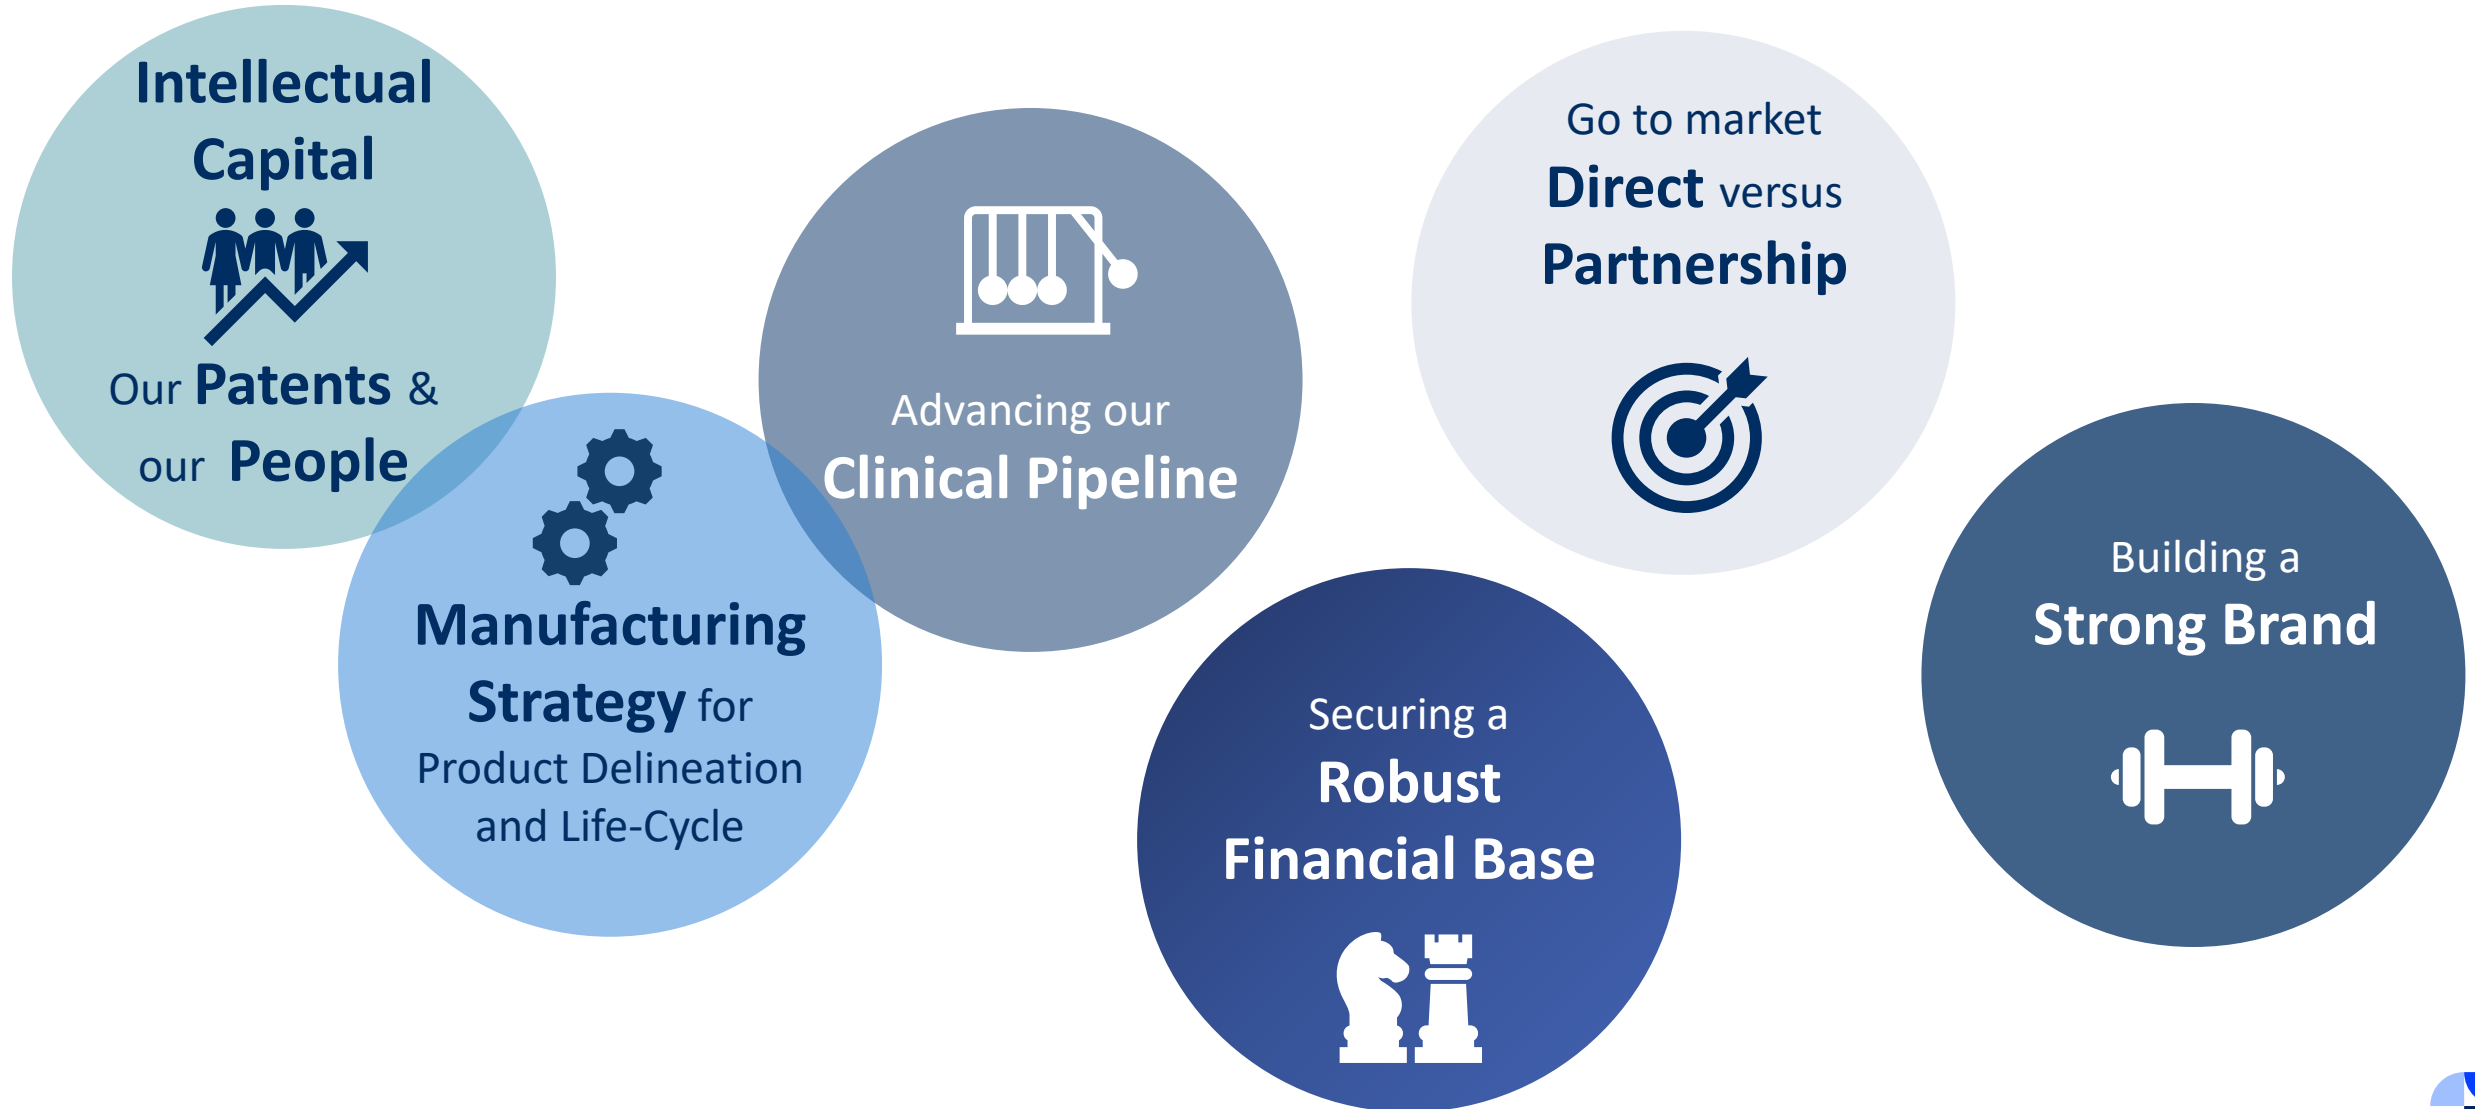 Intellectual
Capital
Our Patents &
our People
Manufacturing
Strategy for
Product Delineation
and Life-Cycle
Advancing our
Clinical Pipeline
Go to market
Direct versus
Partnership
Securing a
Robust
Financial Base
Building a
Strong Brand